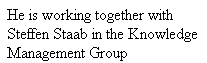 He is working together with
Steffen Staab in the Knowledge
Management Group